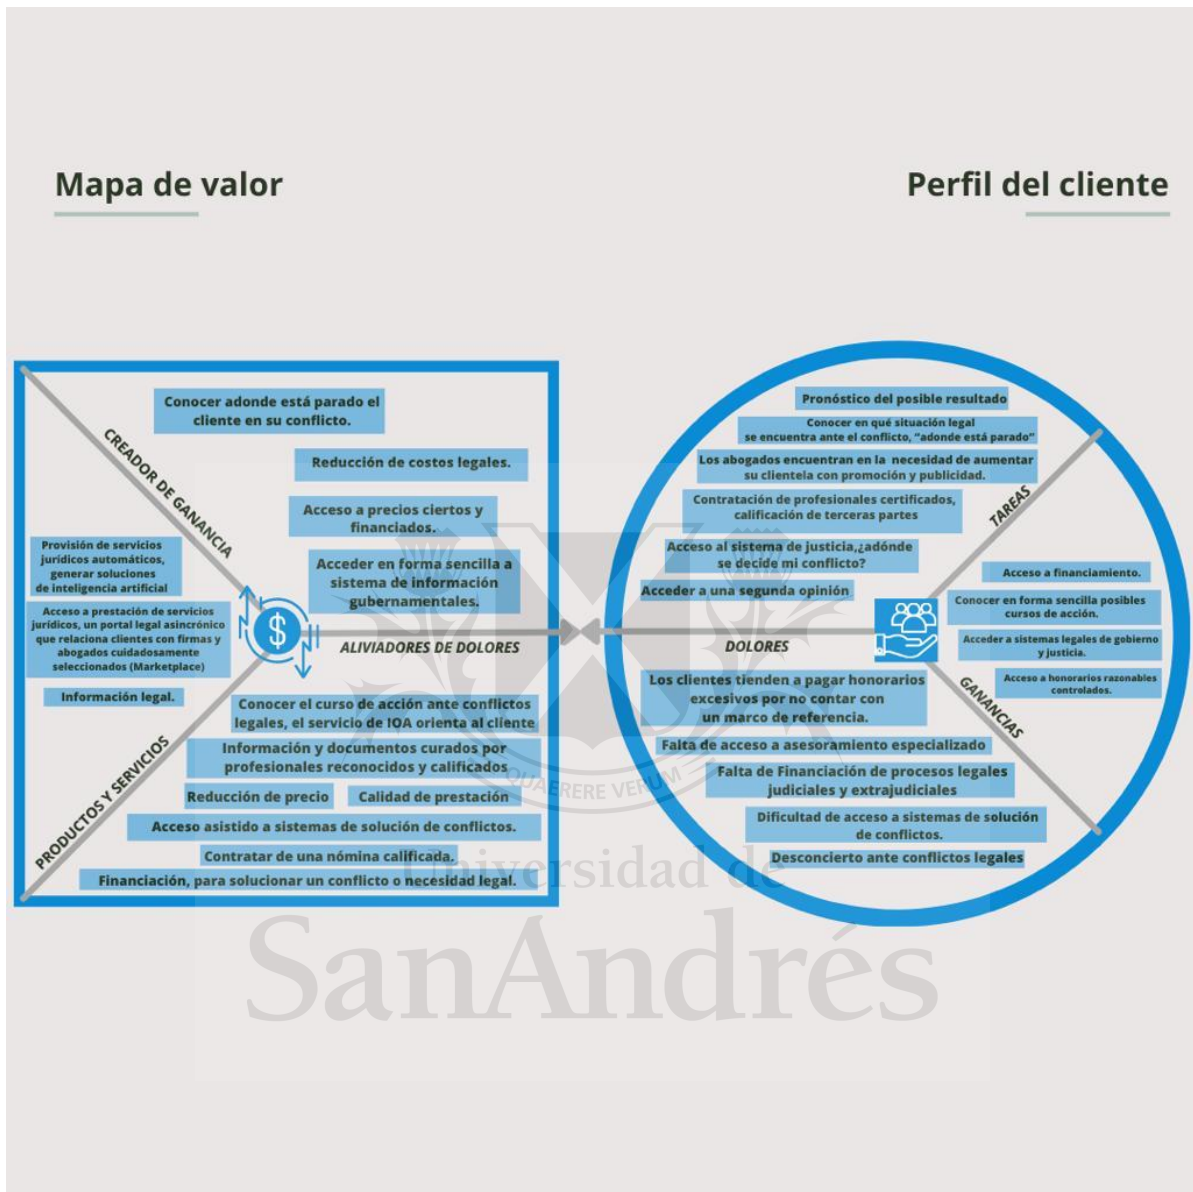 Mapa de valor
Perfil del cliente
Conocer adonde está parado el
cliente en su conflicto.
Reducción de costos legales.
Acceso a precios ciertos y
financiados.
Acceder en forma sencilla a
sistema de información
gubernamentales.
CREADOR DE GANANCIA
Provisión de servicios
jurídicos automáticos,
generar soluciones
de inteligencia artificial
Acceso a prestación de servicios
jurídicos, un portal legal asincrónico
que relaciona clientes con firmas y
abogados cuidadosamente
seleccionados (Marketplace)
Información legal.
$
ALIVIADORES DE DOLORES
PRODUCTOS Y SERVICIOS
Conocer el curso de acción ante conflictos
legales, el servicio de IOA orienta al cliente
Información y documentos curados por
profesionales reconocidos y calificados
Reducción de precio
Calidad de prestación
Acceso asistido a sistemas de solución de conflictos.
Contratar de una nómina calificada.
Financiación, para solucionar un conflicto o necesidad legal.
Pronóstico del posible resultado
Conocer en qué situación legal
se encuentra ante el conflicto, “adonde está parado”
Los abogados encuentran en la necesidad de aumentar
su clientela con promoción y publicidad.
Contratación de profesionales certificados,
calificación de terceras partes
Acceso al sistema de justicia,¿adónde
se decide mi conflicto?
Acceder a una segunda opinión
TAREAS
Acceso a financiamiento.
Conocer en forma sencilla posibles
cursos de acción.
Acceder a sistemas legales de gobierno
y justicia.
Acceso a honorarios razonables
controlados.
GANANCIAS
DOLORES
Los clientes tienden a pagar honorarios
excesivos por no contar con
un marco de referencia.
Falta de acceso a asesoramiento especializado
Falta de Financiación de procesos legales
judiciales y extrajudiciales
Dificultad de acceso a sistemas de solución
de conflictos.
Desconcierto ante conflictos legales
QUAERERE VERUM
Universidad de
SanAndrés